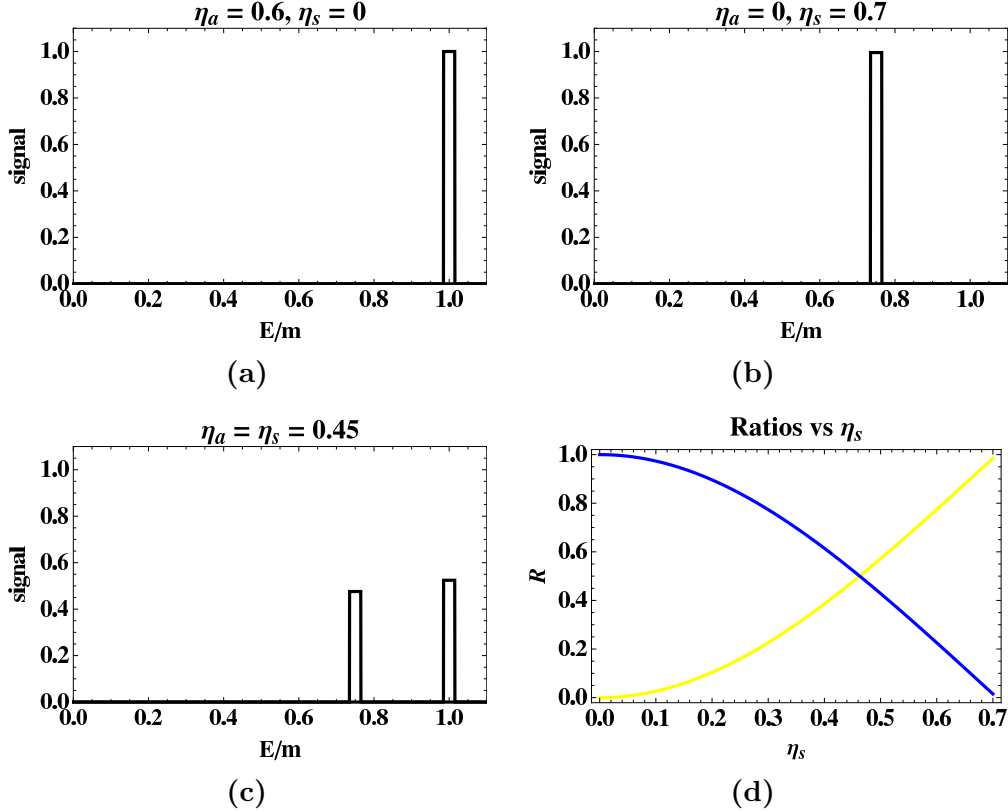 η_a = 0.6, η_s = 0
signal
1.0
0.8
0.6
0.4
0.2
0.0
0.0 0.2 0.4 0.6 0.8 1.0
E/m
(a)
η_a = 0, η_s = 0.7
signal
1.0
0.8
0.6
0.4
0.2
0.0
0.0 0.2 0.4 0.6 0.8 1.0
E/m
(b)
η_a = η_s = 0.45
signal
1.0
0.8
0.6
0.4
0.2
0.0
0.0 0.2 0.4 0.6 0.8 1.0
E/m
(c)
Ratios vs η_s
R
1.0
0.8
0.6
0.4
0.2
0.0
0.0 0.1 0.2 0.3 0.4 0.5 0.6 0.7
η_s
(d)